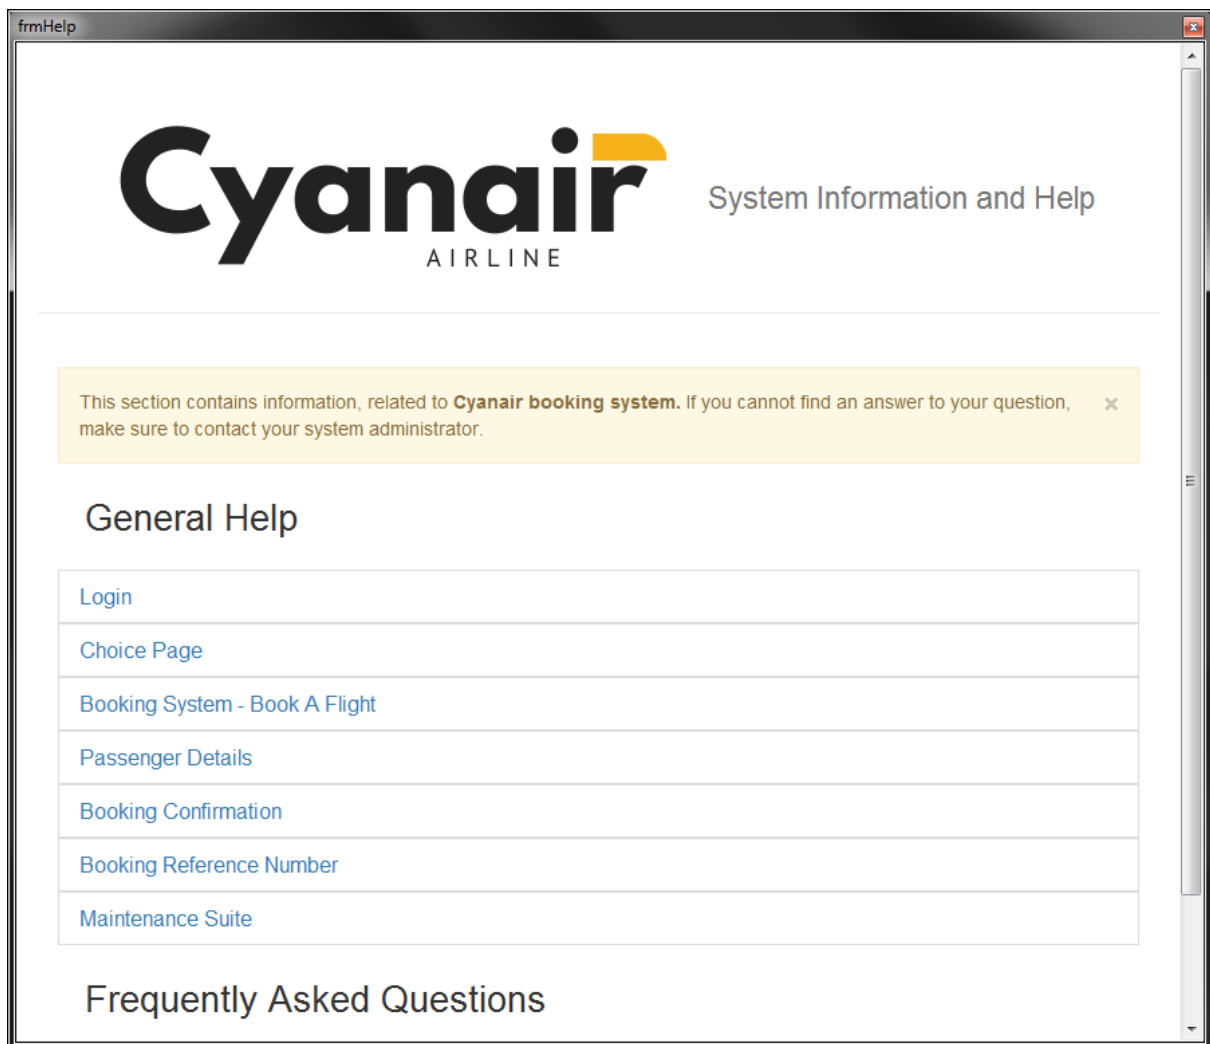 frmHelp
Cyanair
AIRLINE
System Information and Help
This section contains information, related to Cyanair booking system. If you cannot find an answer to your question,
make sure to contact your system administrator.
General Help
Login
Choice Page
Booking System - Book A Flight
Passenger Details
Booking Confirmation
Booking Reference Number
Maintenance Suite
Frequently Asked Questions